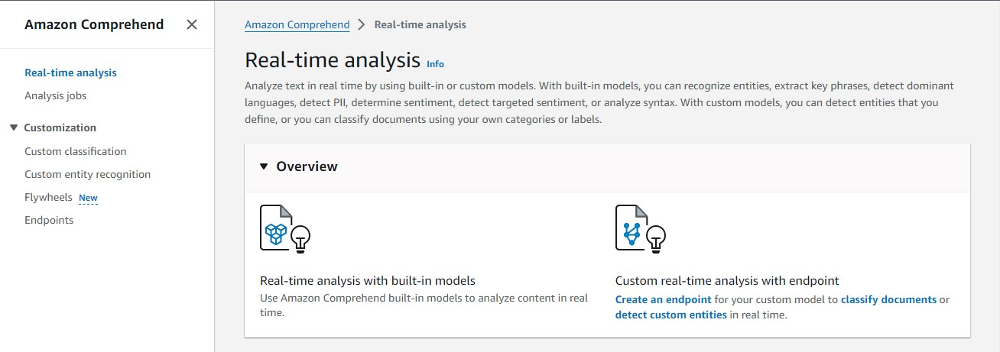 Amazon Comprehend
Real-time analysis
Analysis jobs
Customization
Custom classification
Custom entity recognition
Flywheels New
Endpoints
Amazon Comprehend > Real-time analysis
Real-time analysis Info
Analyze text in real time by using built-in or custom models. With built-in models, you can recognize entities, extract key phrases, detect dominant
languages, detect PII, determine sentiment, detect targeted sentiment, or analyze syntax. With custom models, you can detect entities that you
define, or you can classify documents using your own categories or labels.
Overview
Real-time analysis with built-in models
Use Amazon Comprehend built-in models to analyze content in real
time.
Custom real-time analysis with endpoint
Create an endpoint for your custom model to classify documents or
detect custom entities in real time.